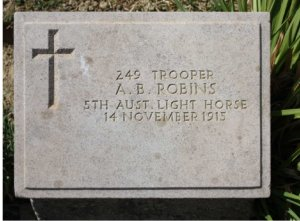 249 TROOPER
A. B. ROBINS
5TH AUST. LIGHT HORSE
14 NOVEMBER 1915